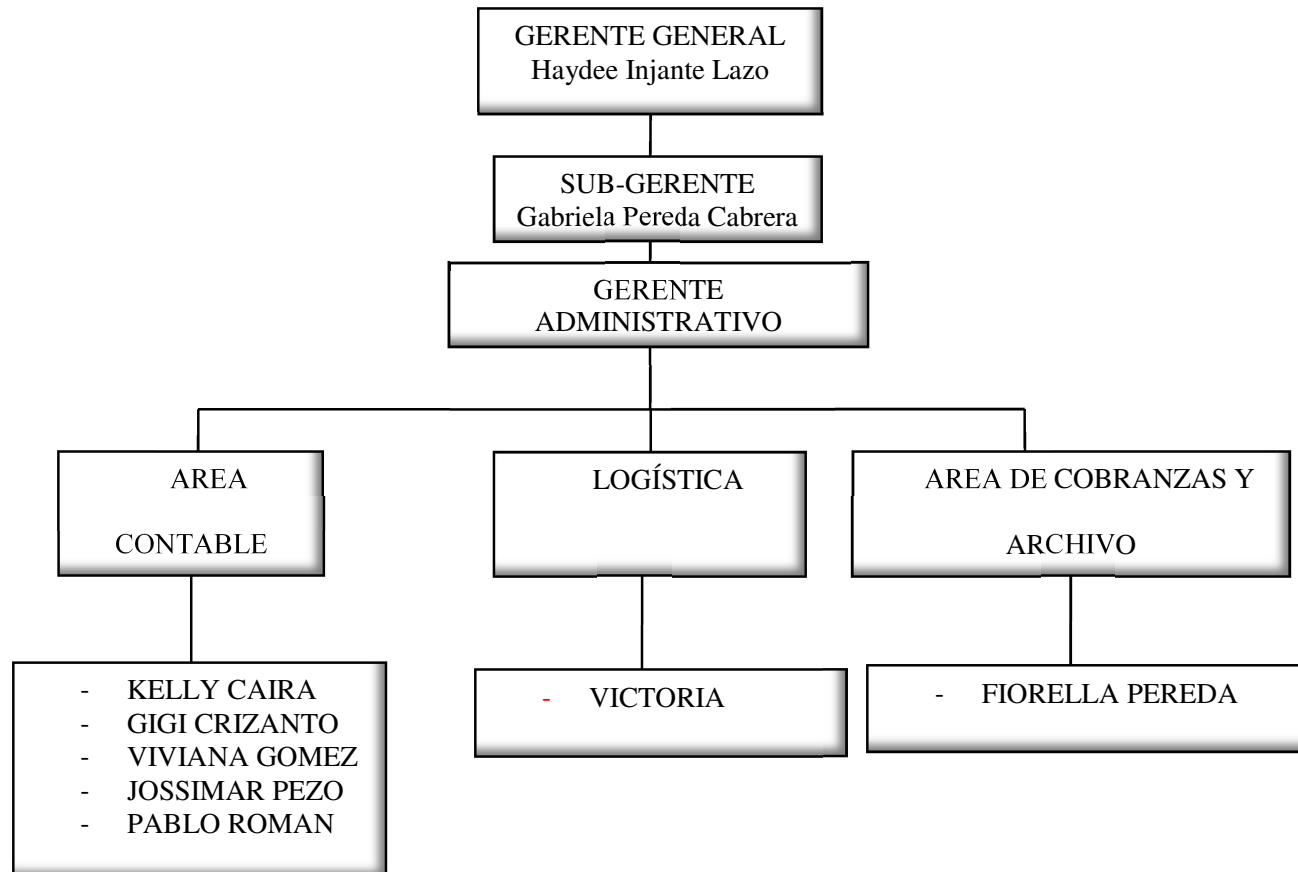 GERENTE GENERAL
Haydee Injante Lazo
SUB-GERENTE
Gabriela Pereda Cabrera
GERENTE
ADMINISTRATIVO
AREA
CONTABLE
LOGÍSTICA
AREA DE COBRANZAS Y
ARCHIVO
- KELLY CAIRA
- GIGI CRIZANTO
- VIVIANA GOMEZ
- JOSSIMAR PEZO
- PABLO ROMAN
- VICTORIA
- FIORELLA PEREDA